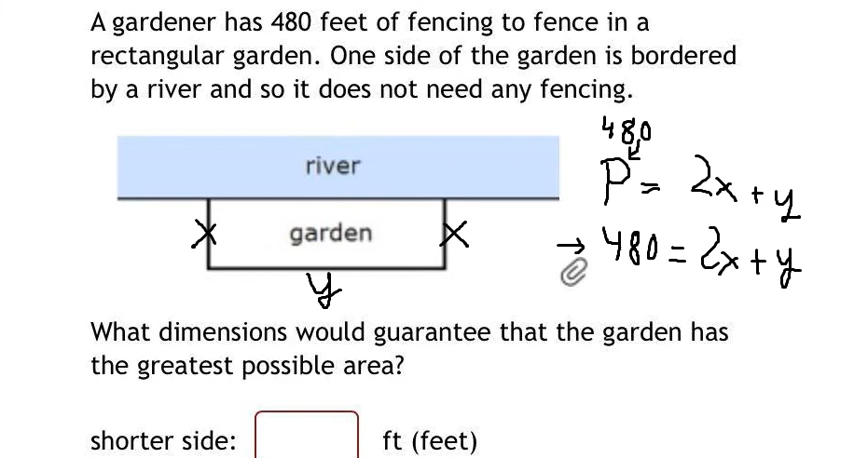 A gardener has 480 feet of fencing to fence in a
rectangular garden. One side of the garden is bordered
by a river and so it does not need any fencing.
480
river
P = 2x + y
x garden x
→ 480 = 2x + y
y
What dimensions would guarantee that the garden has
the greatest possible area?
shorter side: ft (feet)